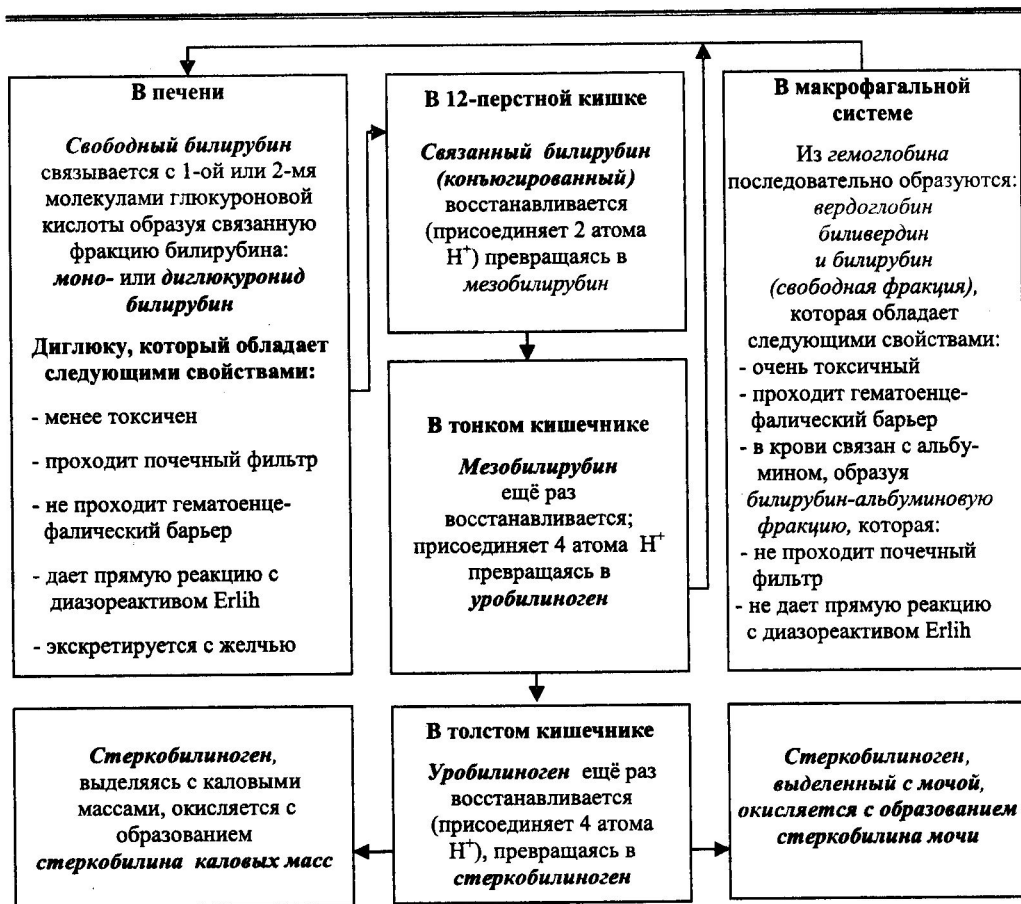 В печени
Свободный билирубин
связывается с 1-ой или 2-мя
молекулами глюкуроновой
кислоты образуя связанную
фракцию билирубина:
моно- или диглюкуронид
билирубин
Диглюку, который обладает
следующими свойствами:
- менее токсичен
- проходит почечный фильтр
- не проходит гематоенце-
фалический барьер
- дает прямую реакцию с
диазореактивом Erlih
- экскретируется с желчью
В 12-перстной кишке
Связанный билирубин
(конъюгированный)
восстанавливается
(присоединяет 2 атома
H⁺) превращаясь в
мезобилирубин
В тонком кишечнике
Мезобилирубин
ещё раз
восстанавливается;
присоединяет 4 атома H⁺
превращаясь в
уробилиноген
В макрофагальной
системе
Из гемоглобина
последовательно образуются:
вердоглобин
биливердин
и билирубин
(свободная фракция),
которая обладает
следующими свойствами:
- очень токсичный
- проходит гематоенце-
фалический барьер
- в крови связан с альбу-
мином, образуя
билирубин-альбуминовую
фракцию, которая:
- не проходит почечный
фильтр
- не дает прямую реакцию
с диазореактивом Erlih
Стеркобилиноген,
выделяясь с каловыми
массами, окисляется с
образованием
стеркобилина каловых масс
В толстом кишечнике
Уробилиноген ещё раз
восстанавливается
(присоединяет 4 атома
H⁺), превращаясь в
стеркобилиноген
Стеркобилиноген,
выделенный с мочой,
окисляется с образованием
стеркобилина мочи